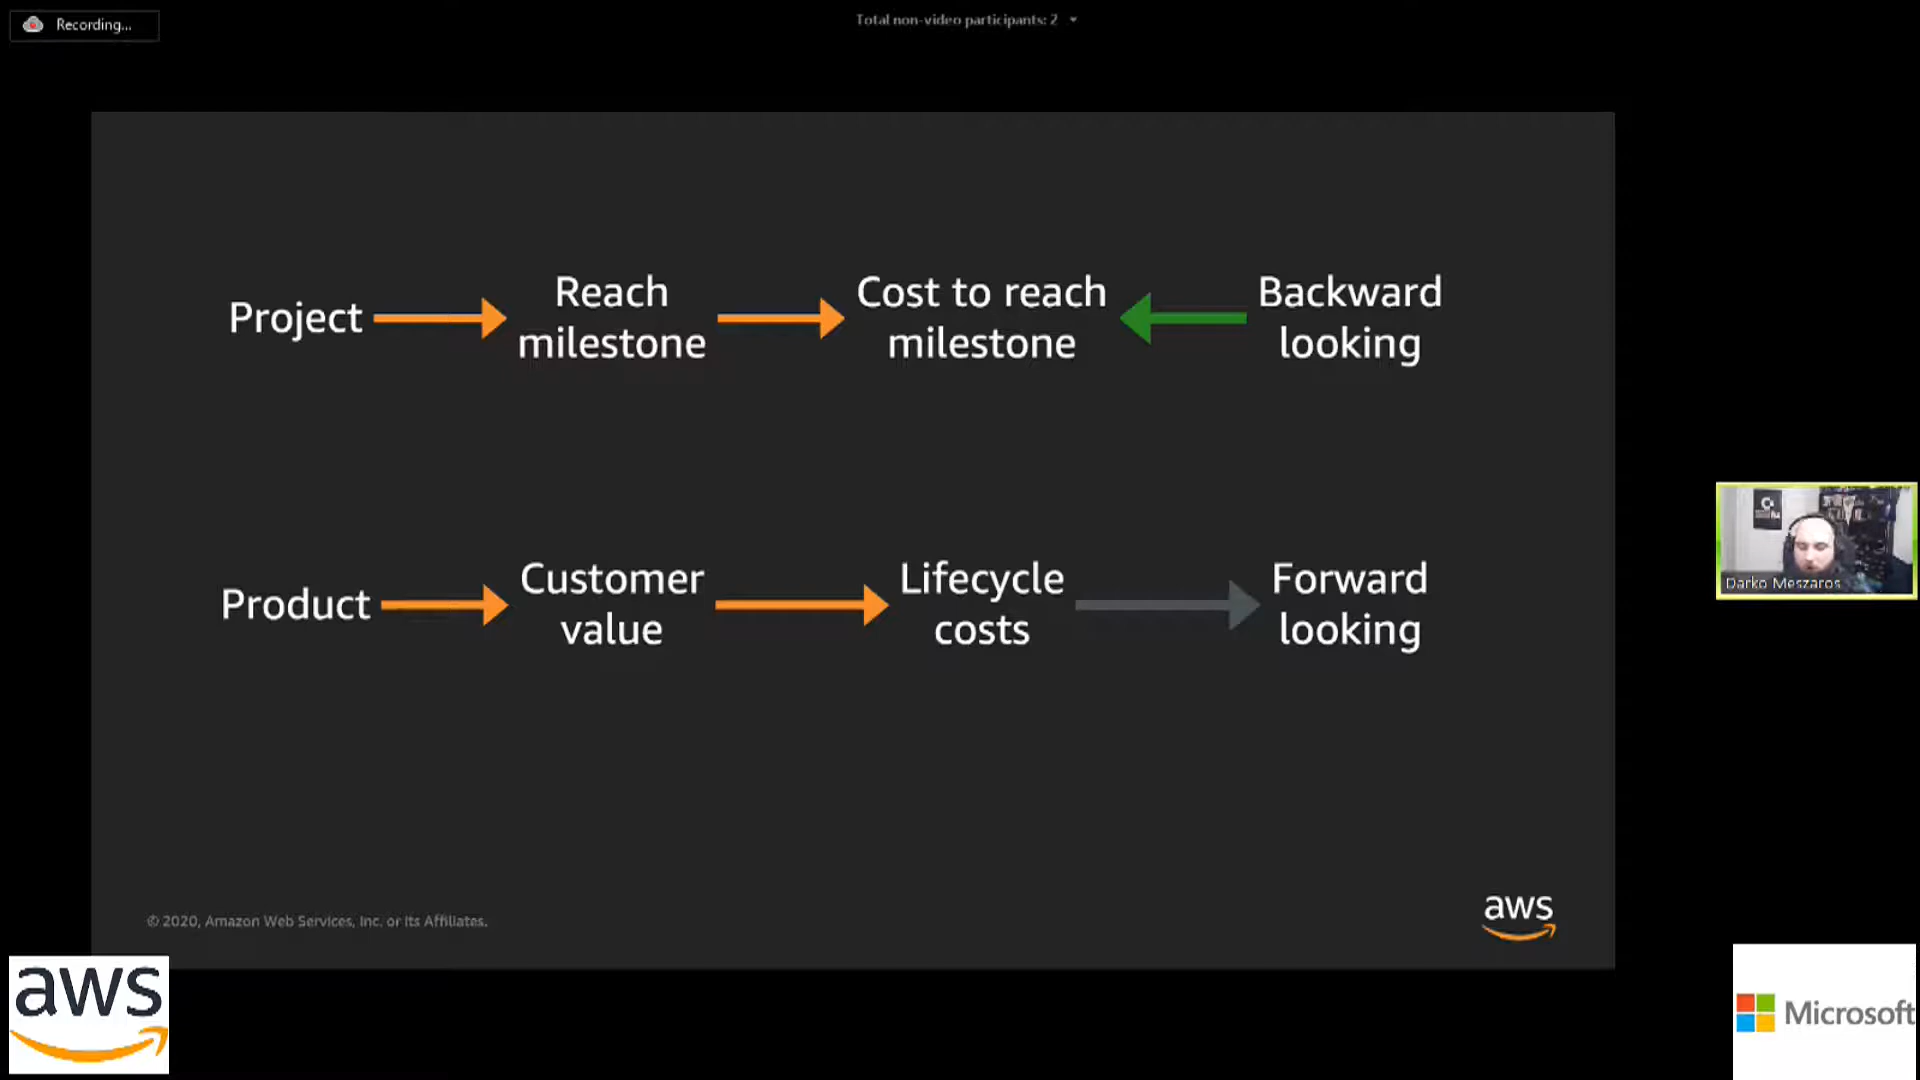 Recording...
Total non-video participants: 2
Project
Reach
milestone
Cost to reach
milestone
Backward
looking
Product
Customer
value
Lifecycle
costs
Forward
looking
Darko Meszaros
© 2020, Amazon Web Services, Inc. or its Affiliates.
aws
aws
Microsoft